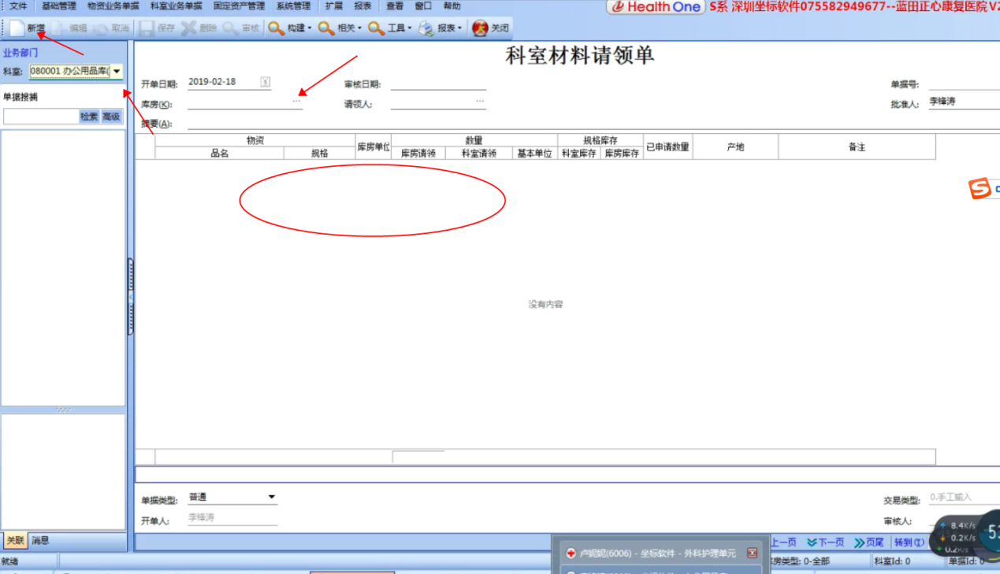 文件 基础管理 物资业务单据 科室业务单据 固定资产管理 系统管理 扩展 报表 查看 窗口 帮助 Health One S系 深圳坐标软件075582949677--蓝田正心康复医院V2
新增 编辑 取消 保存 删除 审核 构建 相关 工具 报表 关闭
业务部门
科室: 080001 办公用品库(
单据搜捕
检索 高级
科室材料请领单
开单日期: 2019-02-18 审核日期: 单据号:
库房(K): ... 请领人: ... 批准人: 李锋涛
摘要(A):
物资 库房单位 数量 规格库存 已申请数量 产地 备注
品名 规格 库房请领 科室请领 基本单位 科室库存 库房库存
没有内容
单据类型: 普通 交易类型: 0.手工输入
开单人: 李锋涛 审核人:
关联 消息
上一页 下一页 页尾 转到(T)
8.4K/s
0.2K/s
0.2K/s
53
卢妮妮(6006) - 坐标软件 - 外科护理单元
就绪 库房类型: 0-全部 科室Id: 0 单据Id: 0